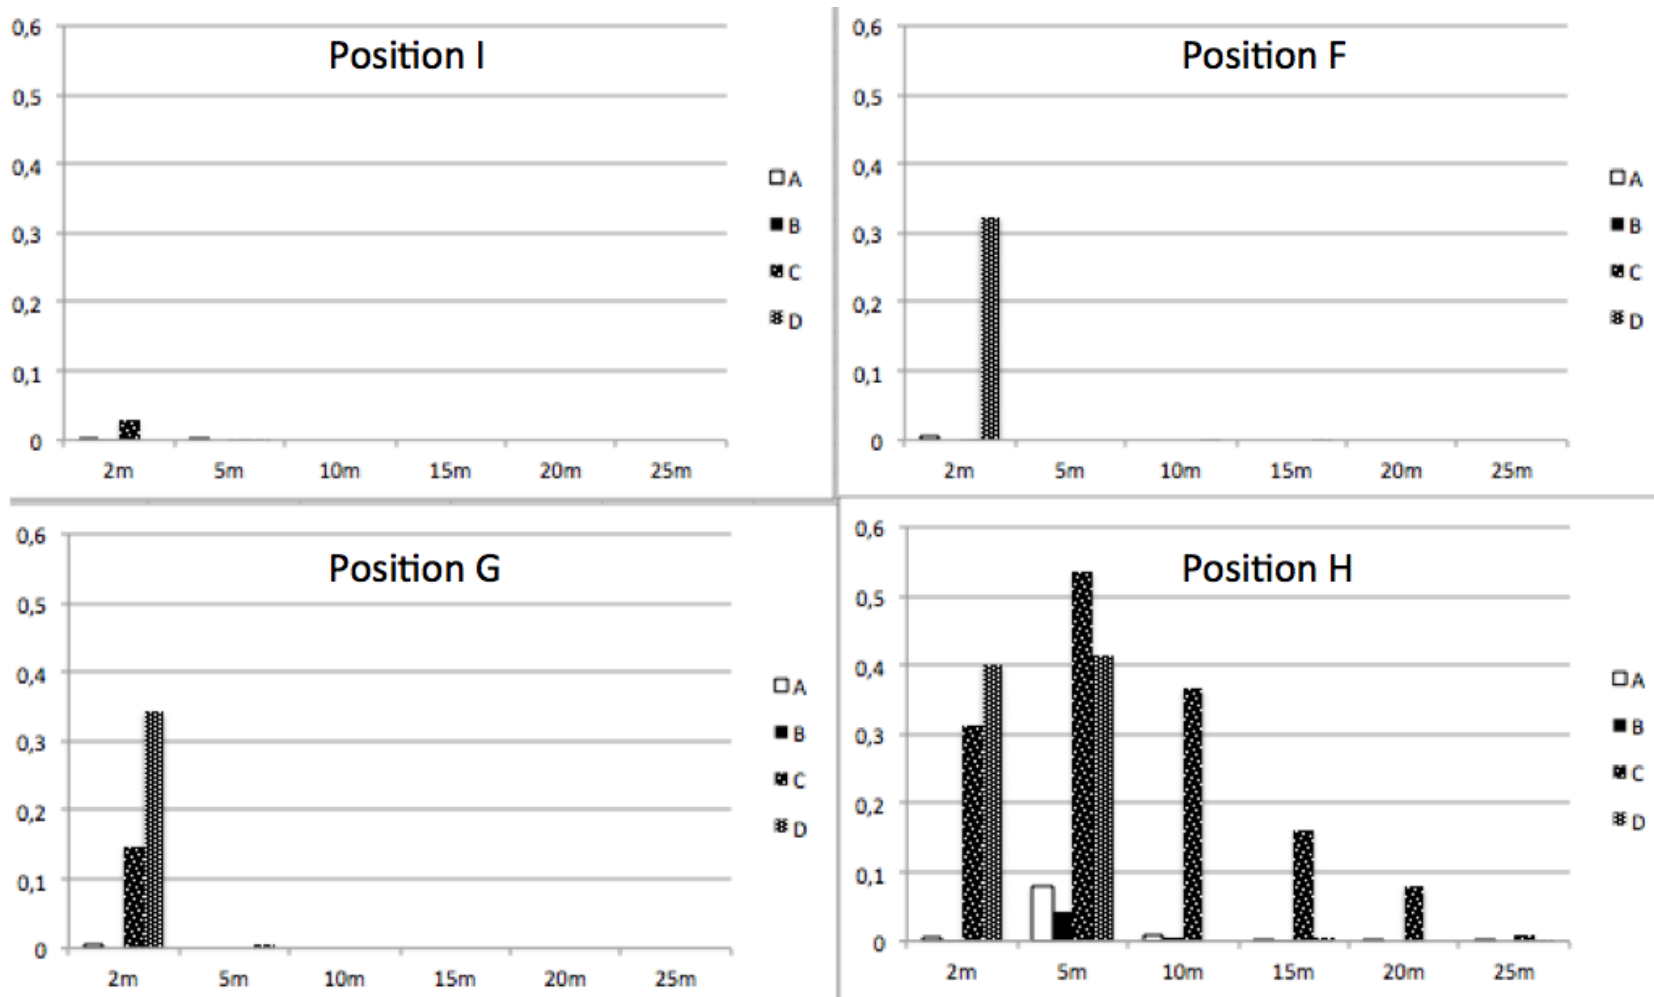 Position I
0,6
0,5
0,4
0,3
0,2
0,1
0
2m 5m 10m 15m 20m 25m
A
B
C
D
Position F
0,6
0,5
0,4
0,3
0,2
0,1
0
2m 5m 10m 15m 20m 25m
A
B
C
D
Position G
0,6
0,5
0,4
0,3
0,2
0,1
0
2m 5m 10m 15m 20m 25m
A
B
C
D
Position H
0,6
0,5
0,4
0,3
0,2
0,1
0
2m 5m 10m 15m 20m 25m
A
B
C
D